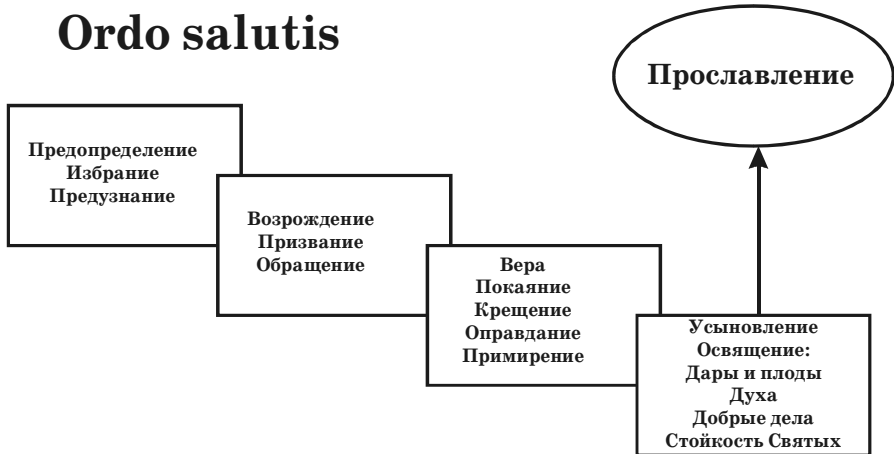 Ordo salutis
Прославление
Предопределение
Избрание
Предузнание
Возрождение
Призвание
Обращение
Вера
Покаяние
Крещение
Оправдание
Примирение
Усыновление
Освящение:
Дары и плоды
Духа
Добрые дела
Стойкость Святых